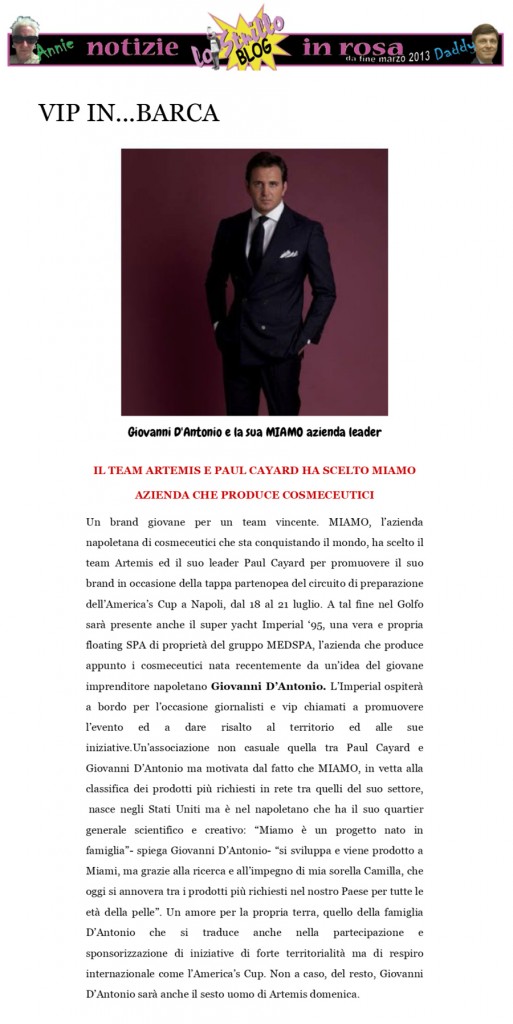 Annie notizie lo Strillo in rosa Daddy
BLOG da fine marzo 2013
VIP IN...BARCA
Giovanni D'Antonio e la sua MIAMO azienda leader
IL TEAM ARTEMIS E PAUL CAYARD HA SCELTO MIAMO
AZIENDA CHE PRODUCE COSMECEUTICI
Un brand giovane per un team vincente. MIAMO, l’azienda
napoletana di cosmeceutici che sta conquistando il mondo, ha scelto il
team Artemis ed il suo leader Paul Cayard per promuovere il suo
brand in occasione della tappa partenopea del circuito di preparazione
dell’America’s Cup a Napoli, dal 18 al 21 luglio. A tal fine nel Golfo
sarà presente anche il super yacht Imperial ‘95, una vera e propria
floating SPA di proprietà del gruppo MEDSPA, l’azienda che produce
appunto i cosmeceutici nata recentemente da un’idea del giovane
imprenditore napoletano Giovanni D’Antonio. L’Imperial ospiterà
a bordo per l’occasione giornalisti e vip chiamati a promuovere
l’evento ed a dare risalto al territorio ed alle sue
iniziative.Un’associazione non casuale quella tra Paul Cayard e
Giovanni D’Antonio ma motivata dal fatto che MIAMO, in vetta alla
classifica dei prodotti più richiesti in rete tra quelli del suo settore,
nasce negli Stati Uniti ma è nel napoletano che ha il suo quartier
generale scientifico e creativo: “Miamo è un progetto nato in
famiglia”- spiega Giovanni D’Antonio- “si sviluppa e viene prodotto a
Miami, ma grazie alla ricerca e all’impegno di mia sorella Camilla, che
oggi si annovera tra i prodotti più richiesti nel nostro Paese per tutte le
età della pelle”. Un amore per la propria terra, quello della famiglia
D’Antonio che si traduce anche nella partecipazione e
sponsorizzazione di iniziative di forte territorialità ma di respiro
internazionale come l’America’s Cup. Non a caso, del resto, Giovanni
D’Antonio sarà anche il sesto uomo di Artemis domenica.